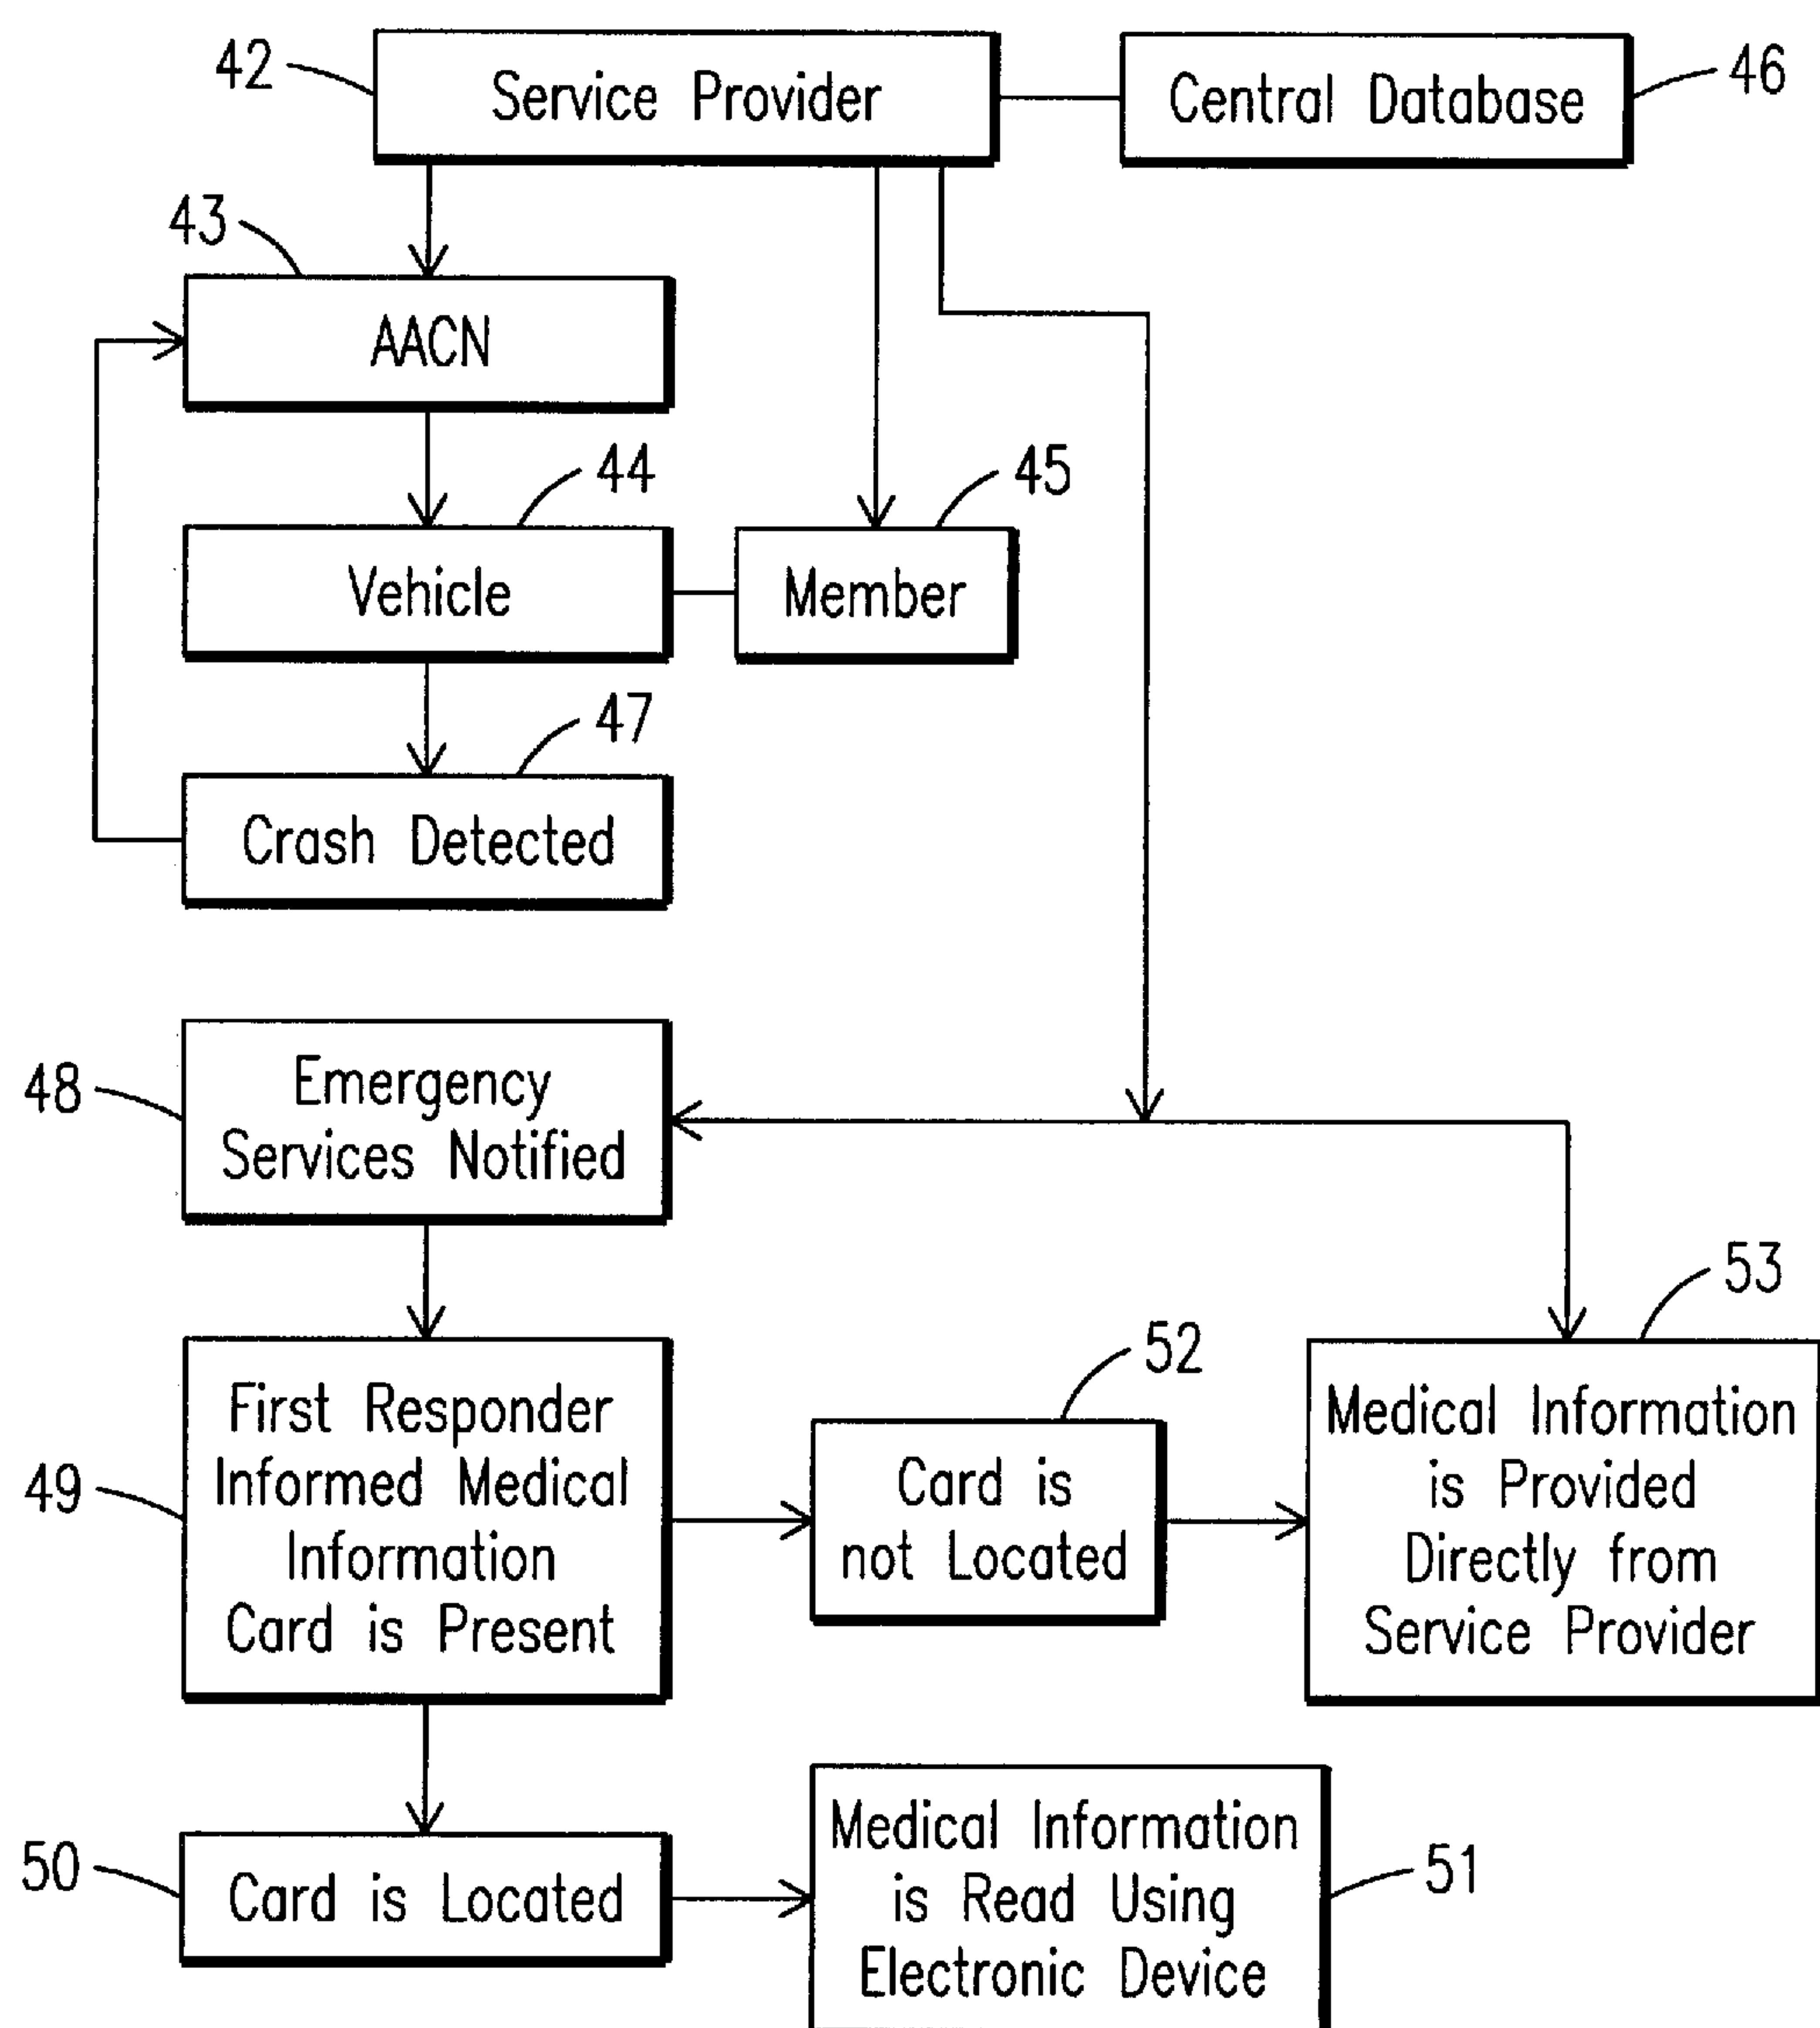 42
Service Provider
Central Database
46
43
AACN
44
45
Vehicle
Member
47
Crash Detected
48
Emergency
Services Notified
53
52
49
First Responder
Informed Medical
Information
Card is Present
Card is
not Located
Medical Information
is Provided
Directly from
Service Provider
50
Card is Located
Medical Information
is Read Using
Electronic Device
51